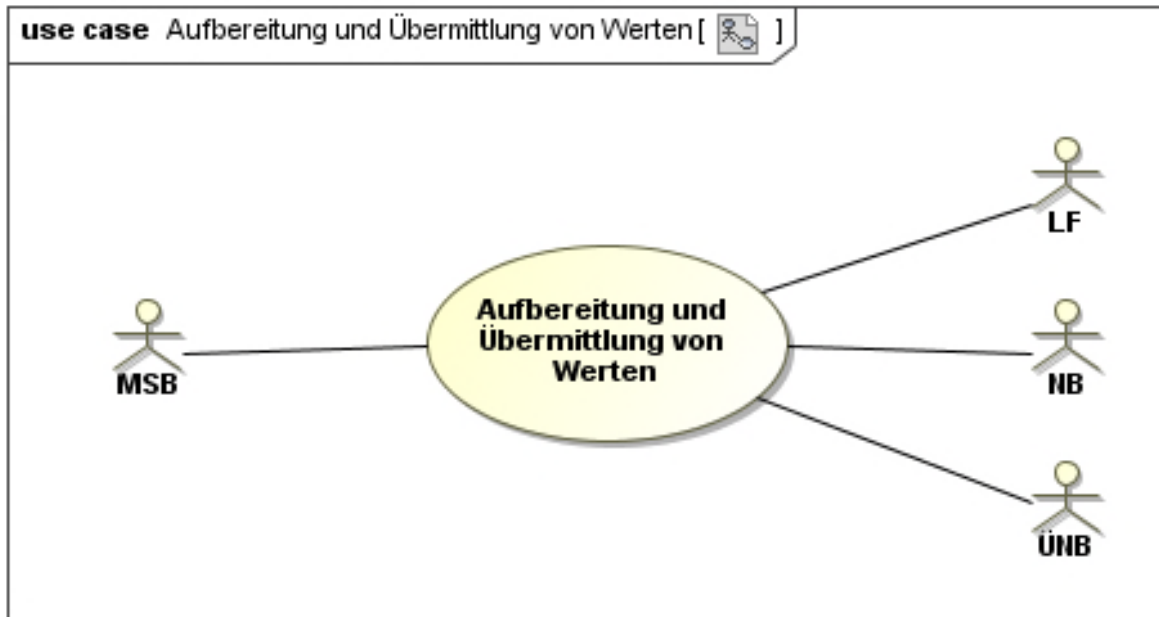 use case Aufbereitung und Übermittlung von Werten [ ]
LF
Aufbereitung und
Übermittlung von
Werten
MSB
NB
ÜNB